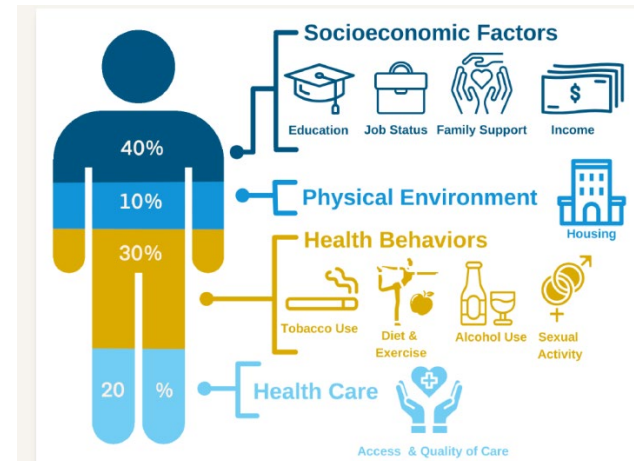 Socioeconomic Factors
Education
Job Status
Family Support
Income
$
40%
10%
Physical Environment
Housing
30%
Health Behaviors
Tobacco Use
Diet &
Exercise
Alcohol Use
Sexual
Activity
20 %
Health Care
Access & Quality of Care